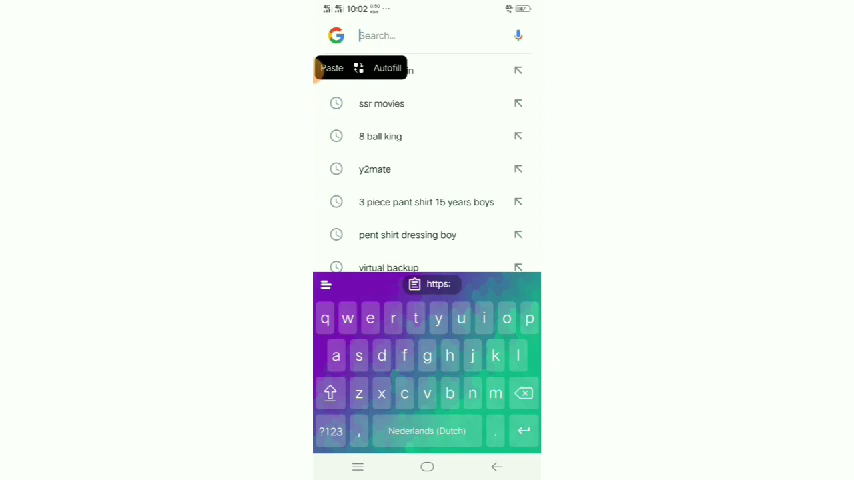 10:02
Search...
Paste Autofill in
ssr movies
8 ball king
y2mate
3 piece pant shirt 15 years boys
pent shirt dressing boy
virtual backup
https:
q w e r t y u i o p
a s d f g h j k l
z x c v b n m
?123 , Nederlands (Dutch) .